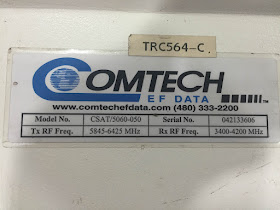 TRC564-C
COMTECH
EF DATA
www.comtechefdata.com (480) 333-2200
Model No. CSAT/5060-050 Serial No. 042133606
Tx RF Freq. 5845-6425 MHz Rx RF Freq. 3400-4200 MHz